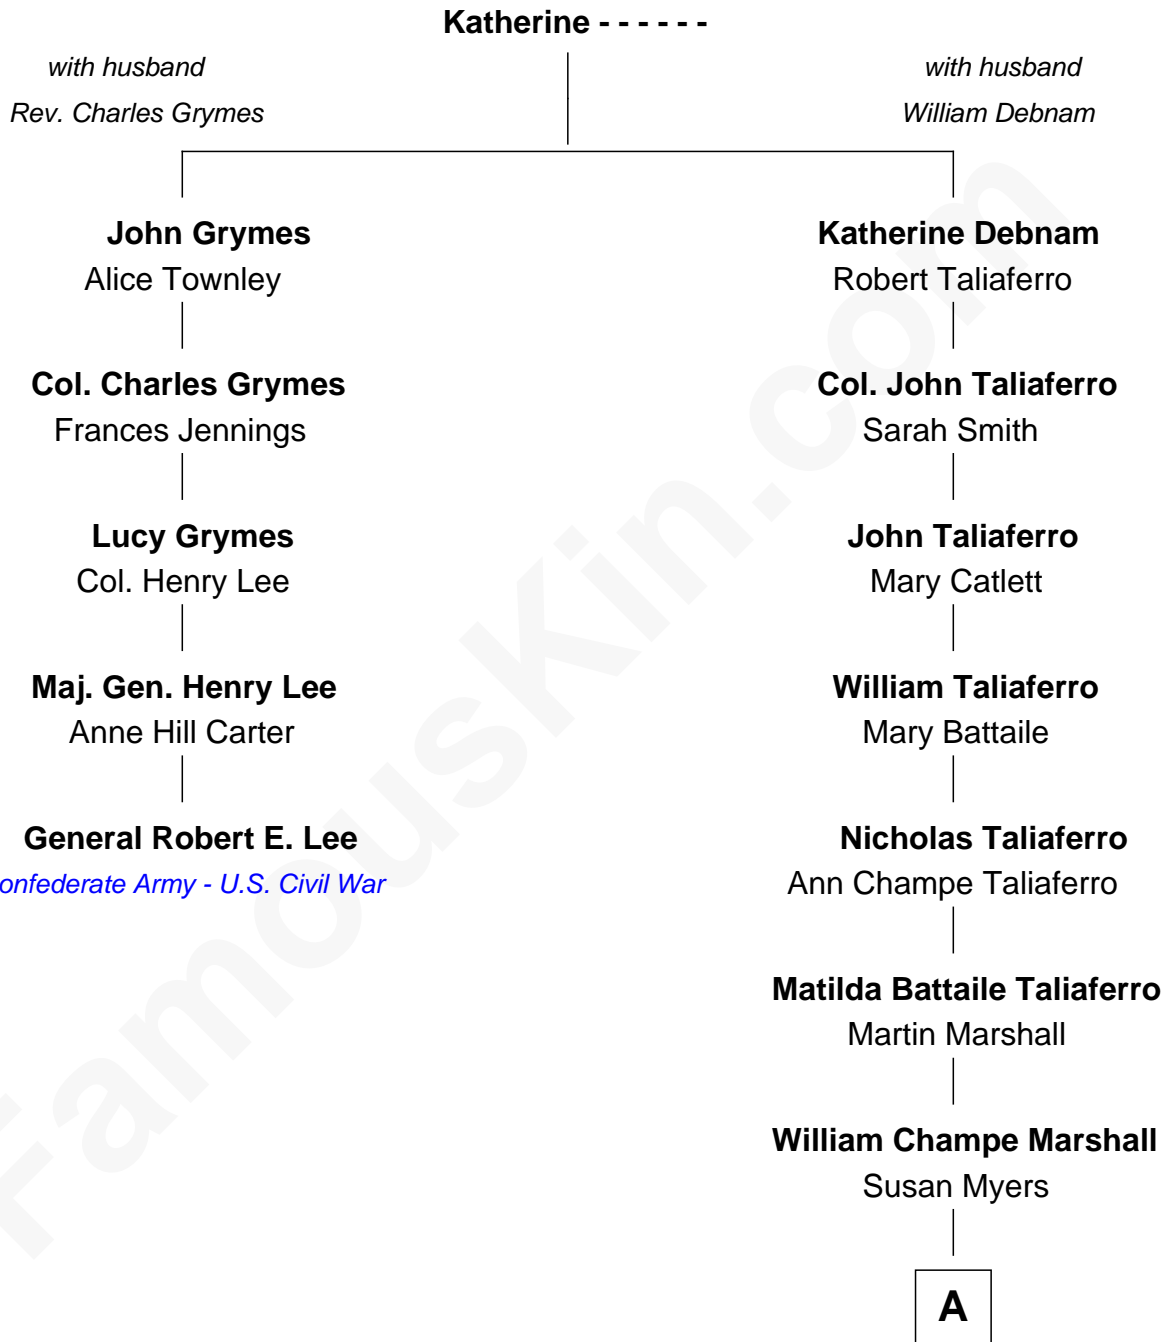 Katherine - - - - - -
with husband
Rev. Charles Grymes
with husband
William Debnam
John Grymes
Alice Townley
Katherine Debnam
Robert Taliaferro
Col. Charles Grymes
Frances Jennings
Col. John Taliaferro
Sarah Smith
Lucy Grymes
Col. Henry Lee
John Taliaferro
Mary Catlett
Maj. Gen. Henry Lee
Anne Hill Carter
William Taliaferro
Mary Battaile
General Robert E. Lee
onfederate Army - U.S. Civil War
Nicholas Taliaferro
Ann Champe Taliaferro
Matilda Battaile Taliaferro
Martin Marshall
William Champe Marshall
Susan Myers
A
FamousKin.com